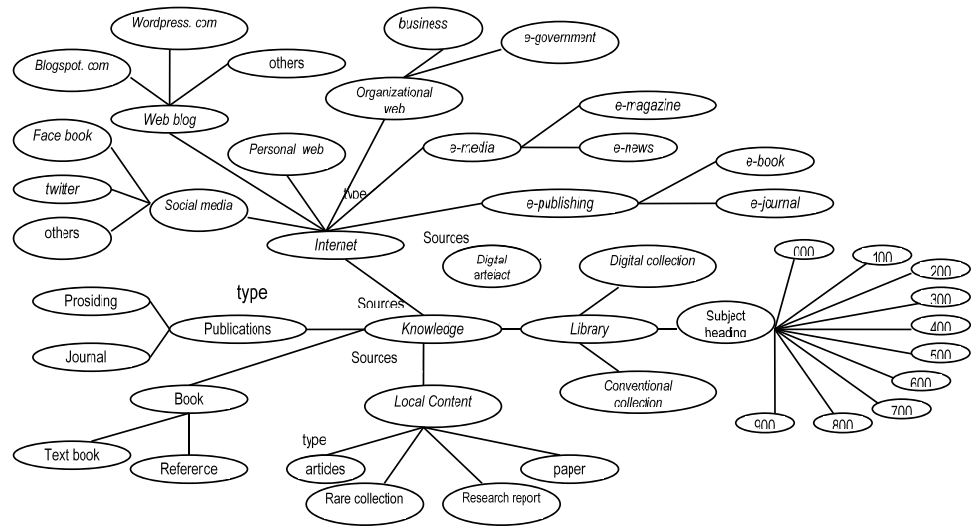 Wordpress. com
business
e-government
Blogspot. com
others
Organizational
web
e-magazine
Web blog
Face book
Personal web
e-media
e-news
e-book
twitter
type
Social media
e-publishing
e-journal
others
Internet
Sources
Digital
artefact
Digital collection
000
100
200
300
400
500
600
700
800
900
type
Prosiding
Sources
Publications
Knowledge
Library
Subject
heading
Journal
Sources
Book
Local Content
Conventional
collection
type
Text book
Reference
articles
paper
Rare collection
Research report